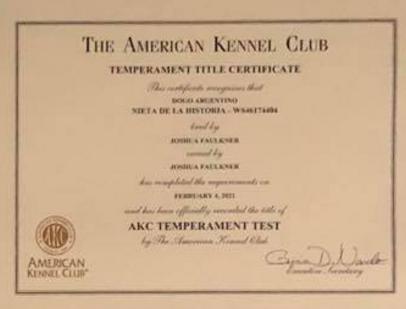 THE AMERICAN KENNEL CLUB
TEMPERAMENT TITLE CERTIFICATE
This certificate recognizes that
DOGO ARGENTINO
NIETA DE LA HISTORIA - WS46174404
bred by
JOSHUA FAULKNER
owned by
JOSHUA FAULKNER
has completed the requirements on
FEBRUARY 4, 2021
and has been officially recorded the title of
AKC TEMPERAMENT TEST
by The American Kennel Club
AKC
AMERICAN
KENNEL CLUB®
Executive Secretary